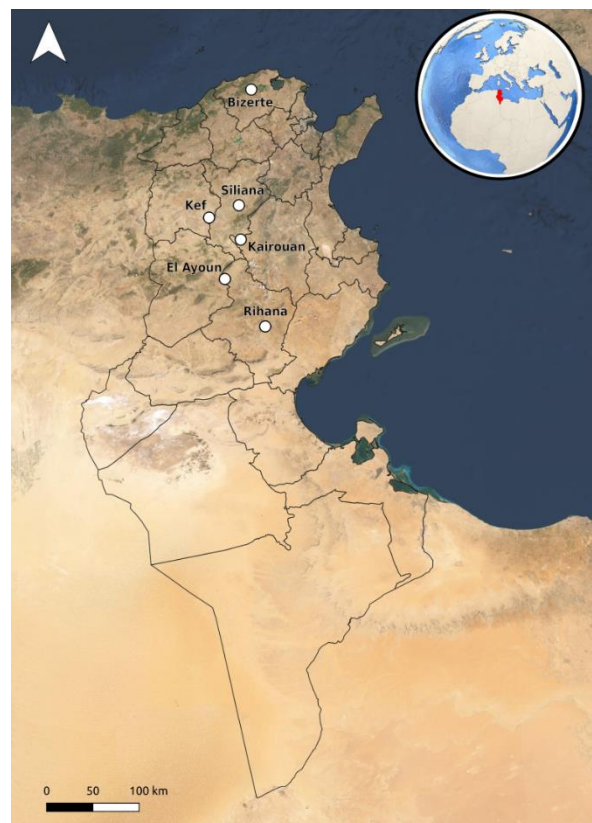 Bizerte
Siliana
Kef
Kairouan
El Ayoun
Rihana
0 50 100 km